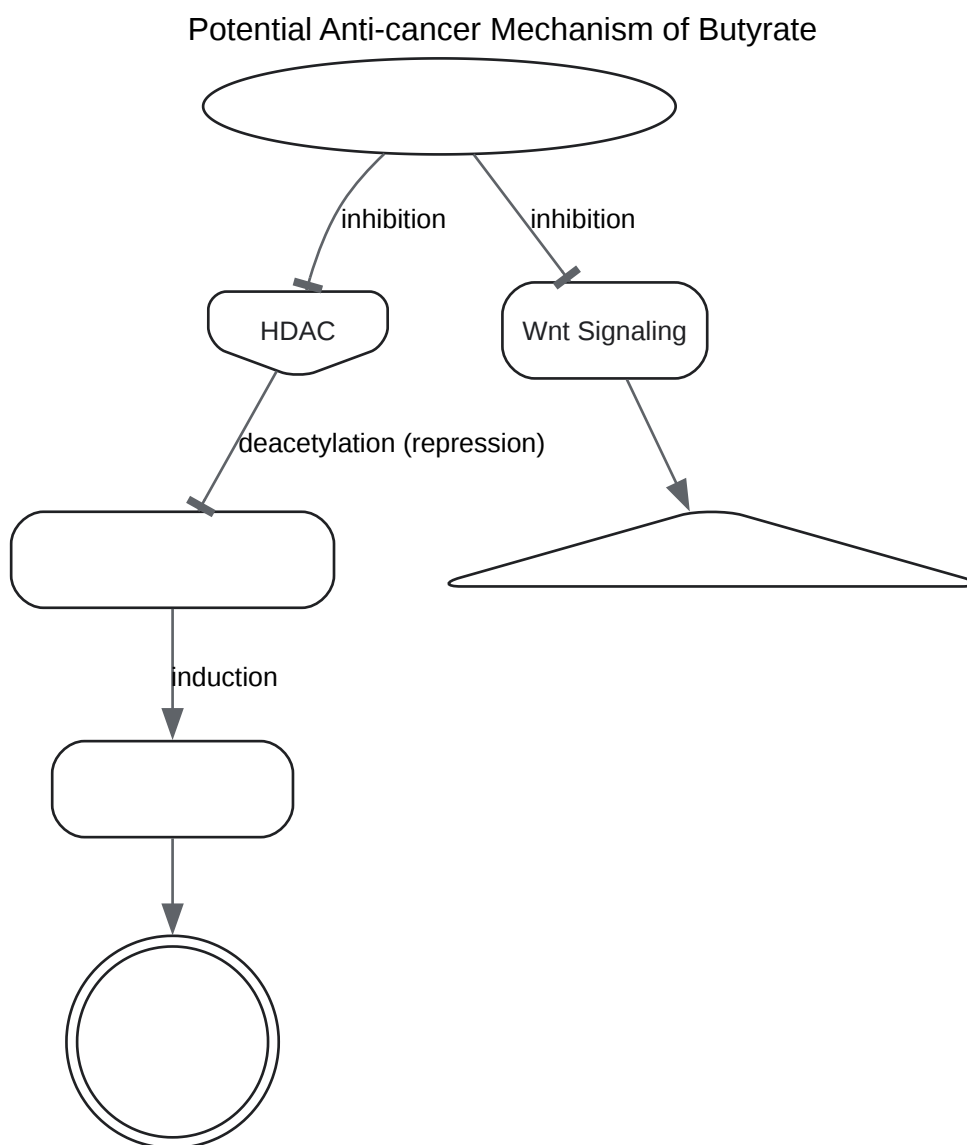 Potential Anti-cancer Mechanism of Butyrate
inhibition
inhibition
HDAC
Wnt Signaling
deacetylation (repression)
induction